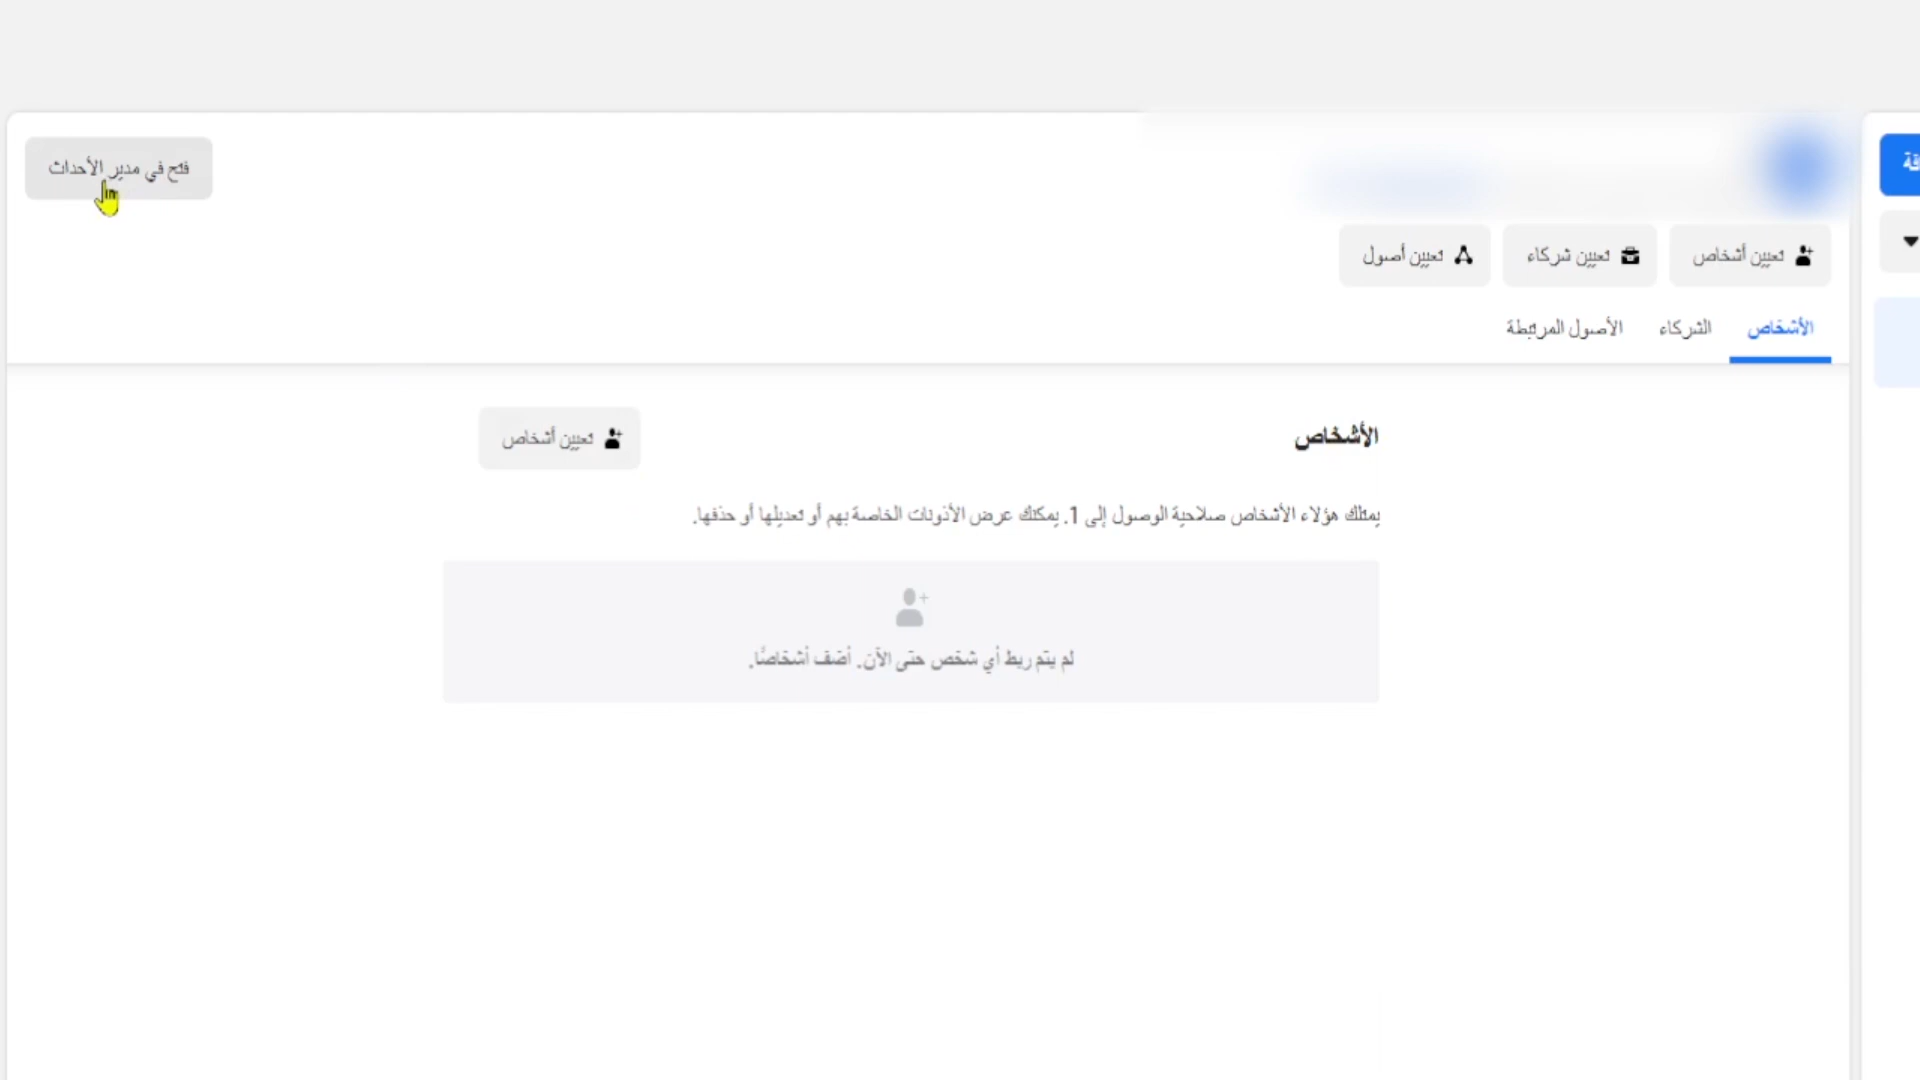 فتح في مدير الأحداث
تعيين أشخاص
تعيين شركاء
تعيين أصول
الأشخاص
الشركاء
الأصول المرتبطة
الأشخاص
تعيين أشخاص
يمتلك هؤلاء الأشخاص صلاحية الوصول إلى 1. يمكنك عرض الأذونات الخاصة بهم أو تعديلها أو حذفها.
لم يتم ربط أي شخص حتى الآن. أضف أشخاصًا.